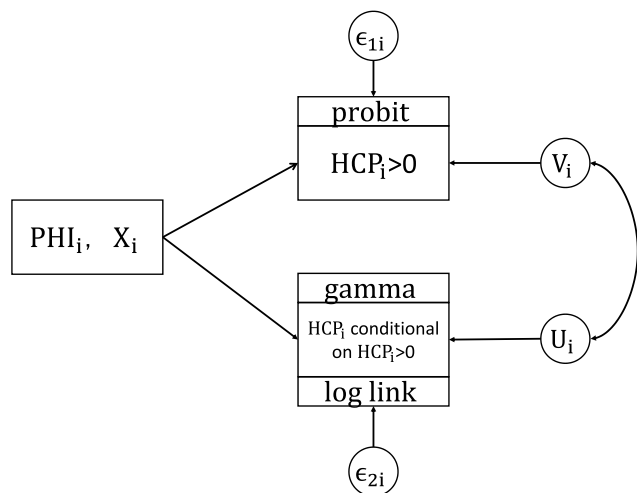 ϵ₁ᵢ
probit
HCPᵢ>0
Vᵢ
PHIᵢ, Xᵢ
gamma
HCPᵢ conditional
on HCPᵢ>0
Uᵢ
log link
ϵ₂ᵢ